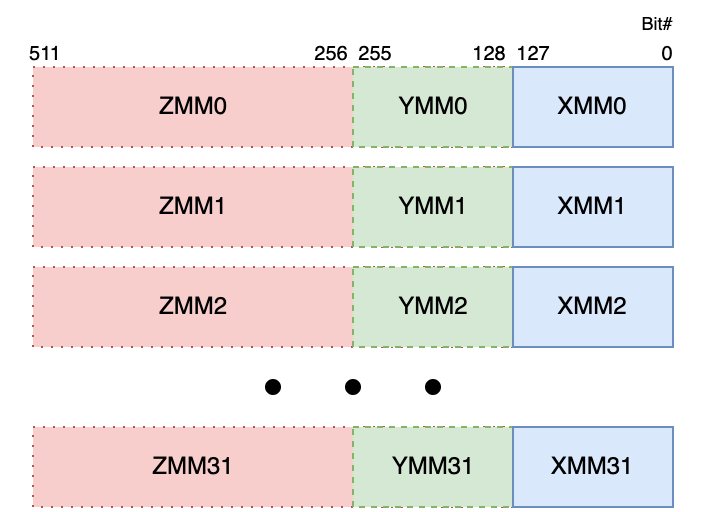 Bit#
511 256 255 128 127 0
ZMM0 YMM0 XMM0
ZMM1 YMM1 XMM1
ZMM2 YMM2 XMM2
ZMM31 YMM31 XMM31